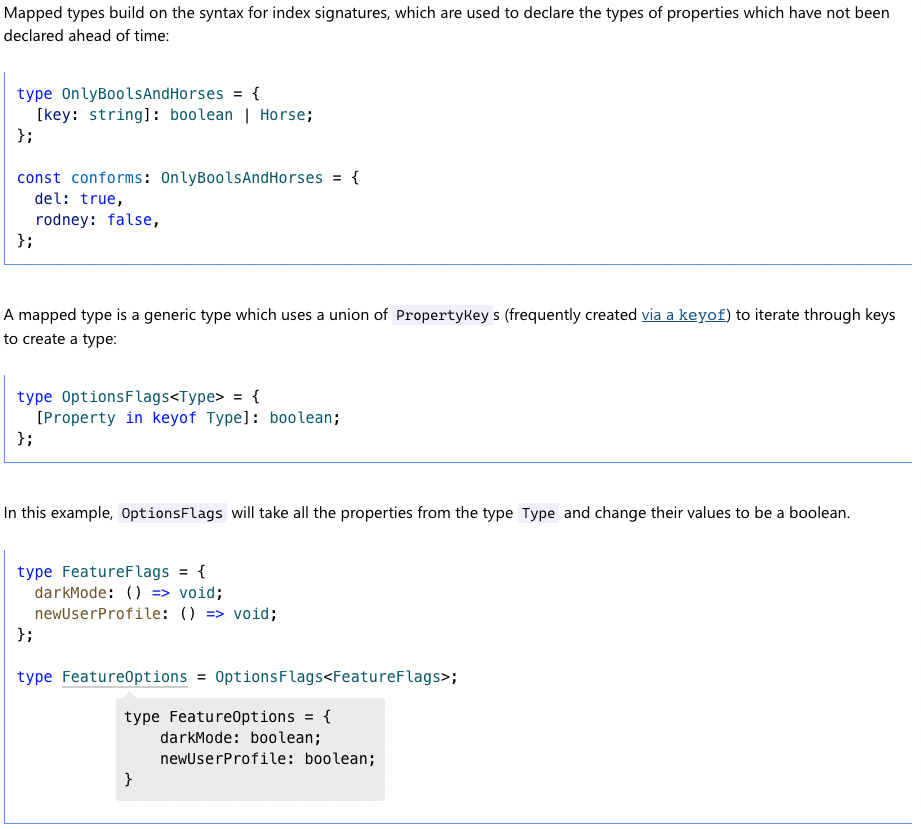 Mapped types build on the syntax for index signatures, which are used to declare the types of properties which have not been
declared ahead of time:
type OnlyBoolsAndHorses = {
  [key: string]: boolean | Horse;
};
const conforms: OnlyBoolsAndHorses = {
  del: true,
  rodney: false,
};
A mapped type is a generic type which uses a union of PropertyKeys (frequently created via a keyof) to iterate through keys
to create a type:
type OptionsFlags<Type> = {
  [Property in keyof Type]: boolean;
};
In this example, OptionsFlags will take all the properties from the type Type and change their values to be a boolean.
type FeatureFlags = {
  darkMode: () => void;
  newUserProfile: () => void;
};
type FeatureOptions = OptionsFlags<FeatureFlags>;
type FeatureOptions = {
    darkMode: boolean;
    newUserProfile: boolean;
}